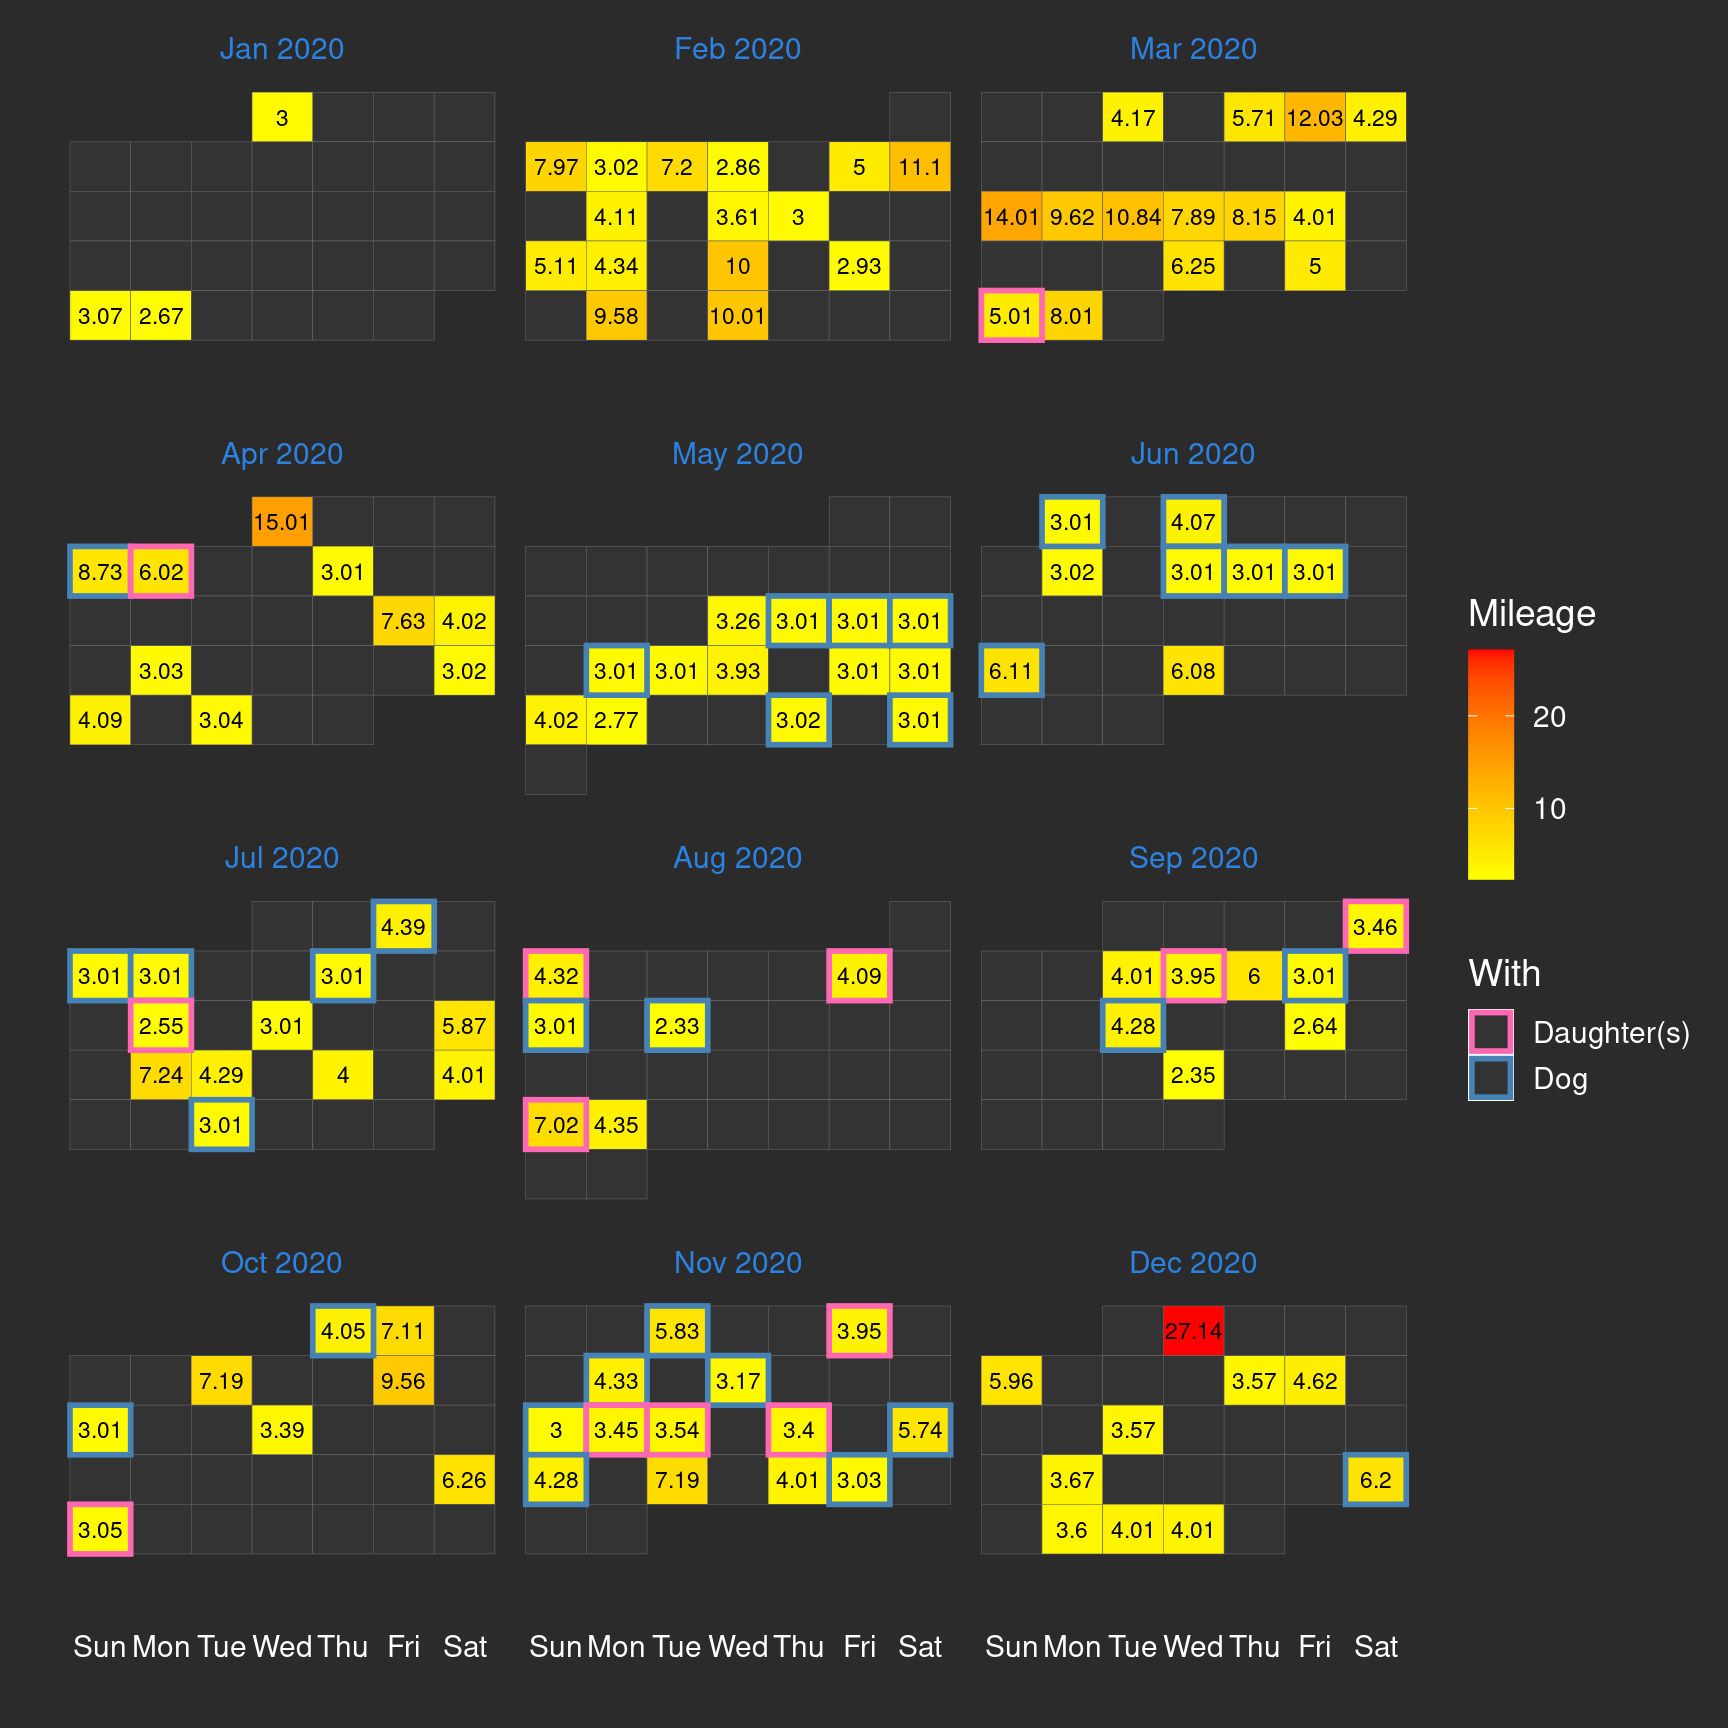 Jan 2020 Feb 2020 Mar 2020
3 4.17 5.71 12.03 4.29
7.97 3.02 7.2 2.86 5 11.1
4.11 3.61 3 14.01 9.62 10.84 7.89 8.15 4.01
5.11 4.34 10 2.93 6.25 5
3.07 2.67 9.58 10.01 5.01 8.01
Apr 2020 May 2020 Jun 2020
15.01 3.01 4.07
8.73 6.02 3.01 3.02 3.01 3.01 3.01
7.63 4.02 3.26 3.01 3.01 3.01
3.03 3.02 3.01 3.01 3.93 3.01 3.01 6.11 6.08
4.09 3.04 4.02 2.77 3.02 3.01
Jul 2020 Aug 2020 Sep 2020
4.39 3.46
3.01 3.01 3.01 4.32 4.09 4.01 3.95 6 3.01
2.55 3.01 5.87 3.01 2.33 4.28 2.64
7.24 4.29 4 4.01 2.35
3.01 7.02 4.35
Oct 2020 Nov 2020 Dec 2020
4.05 7.11 5.83 3.95 27.14
7.19 9.56 4.33 3.17 5.96 3.57 4.62
3.01 3.39 3 3.45 3.54 3.4 5.74 3.57
6.26 4.28 7.19 4.01 3.03 3.67 6.2
3.05 3.6 4.01 4.01
Sun Mon Tue Wed Thu Fri Sat Sun Mon Tue Wed Thu Fri Sat Sun Mon Tue Wed Thu Fri Sat
Mileage
20
10
With
Daughter(s)
Dog